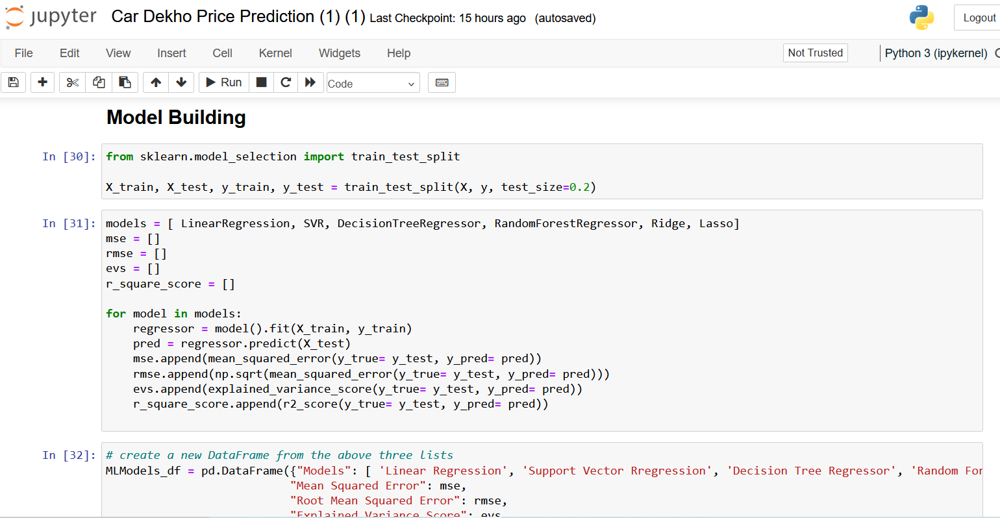 jupyter Car Dekho Price Prediction (1) (1) Last Checkpoint: 15 hours ago (autosaved) Logout
File Edit View Insert Cell Kernel Widgets Help Not Trusted Python 3 (ipykernel)
Run Code
Model Building
In [30]: from sklearn.model_selection import train_test_split
X_train, X_test, y_train, y_test = train_test_split(X, y, test_size=0.2)
In [31]: models = [ LinearRegression, SVR, DecisionTreeRegressor, RandomForestRegressor, Ridge, Lasso]
mse = []
rmse = []
evs = []
r_square_score = []
for model in models:
    regressor = model().fit(X_train, y_train)
    pred = regressor.predict(X_test)
    mse.append(mean_squared_error(y_true= y_test, y_pred= pred))
    rmse.append(np.sqrt(mean_squared_error(y_true= y_test, y_pred= pred)))
    evs.append(explained_variance_score(y_true= y_test, y_pred= pred))
    r_square_score.append(r2_score(y_true= y_test, y_pred= pred))
In [32]: # create a new DataFrame from the above three lists
MLModels_df = pd.DataFrame({"Models": [ 'Linear Regression', 'Support Vector Rregression', 'Decision Tree Regressor', 'Random For
"Mean Squared Error": mse,
"Root Mean Squared Error": rmse,
"Explained Variance Score": evs